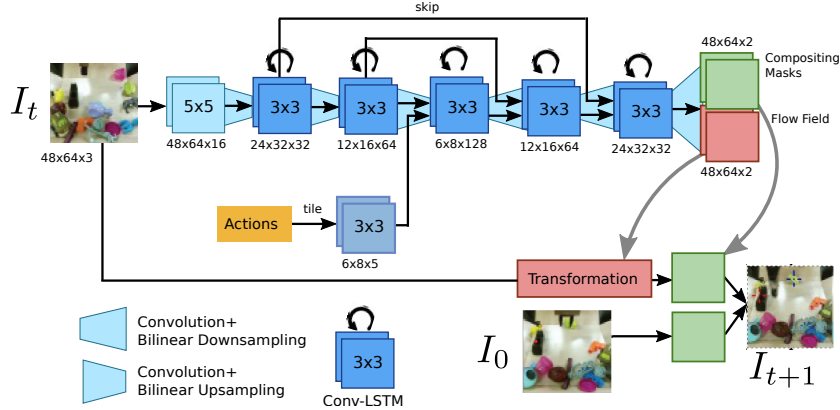 skip
48x64x2
Compositing
Masks
I_t
5x5
3x3
3x3
3x3
3x3
3x3
Flow Field
48x64x3
48x64x16
24x32x32
12x16x64
6x8x128
12x16x64
24x32x32
48x64x2
Actions
tile
3x3
6x8x5
Transformation
Convolution+
Bilinear Downsampling
Convolution+
Bilinear Upsampling
3x3
Conv-LSTM
I_0
I_{t+1}